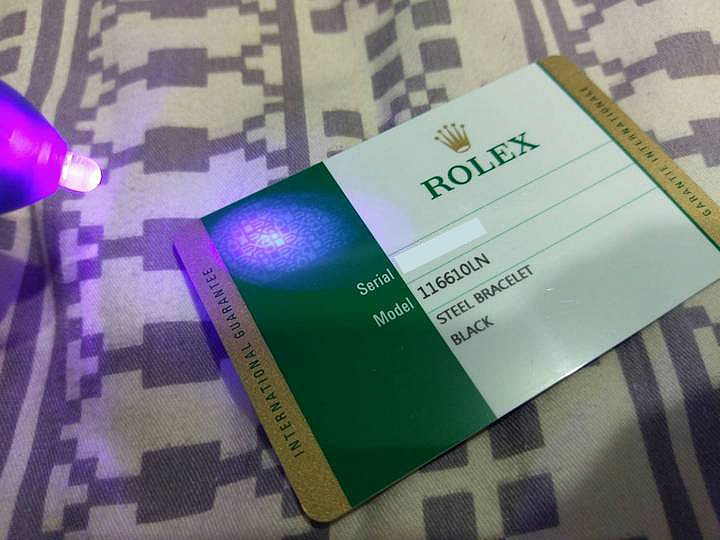 ROLEX
Serial
Model 116610LN
STEEL BRACELET
BLACK
INTERNATIONAL GUARANTEE
GARANTIE INTERNATIONALE